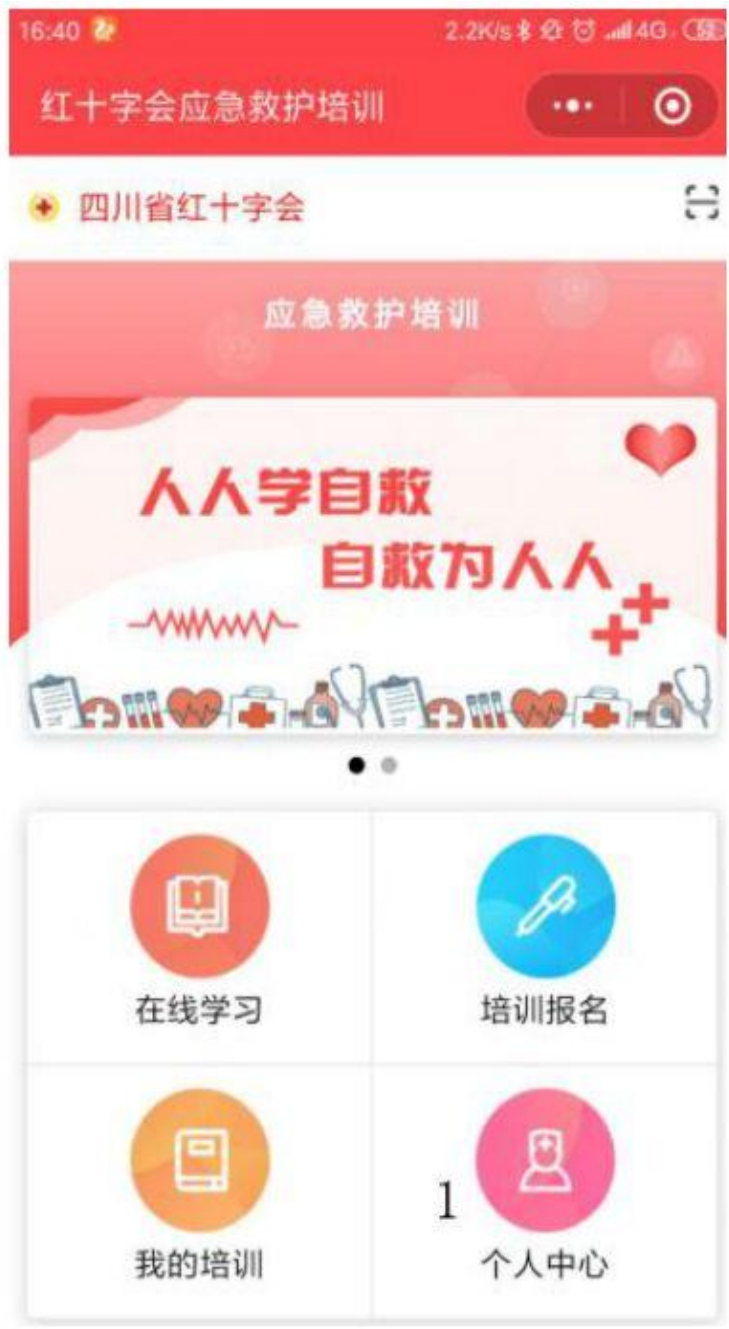 16:40 2.2K/s 4G 52
红十字会应急救护培训
四川省红十字会
应急救护培训
人人学自救
自救为人人
在线学习 培训报名
我的培训 1 个人中心